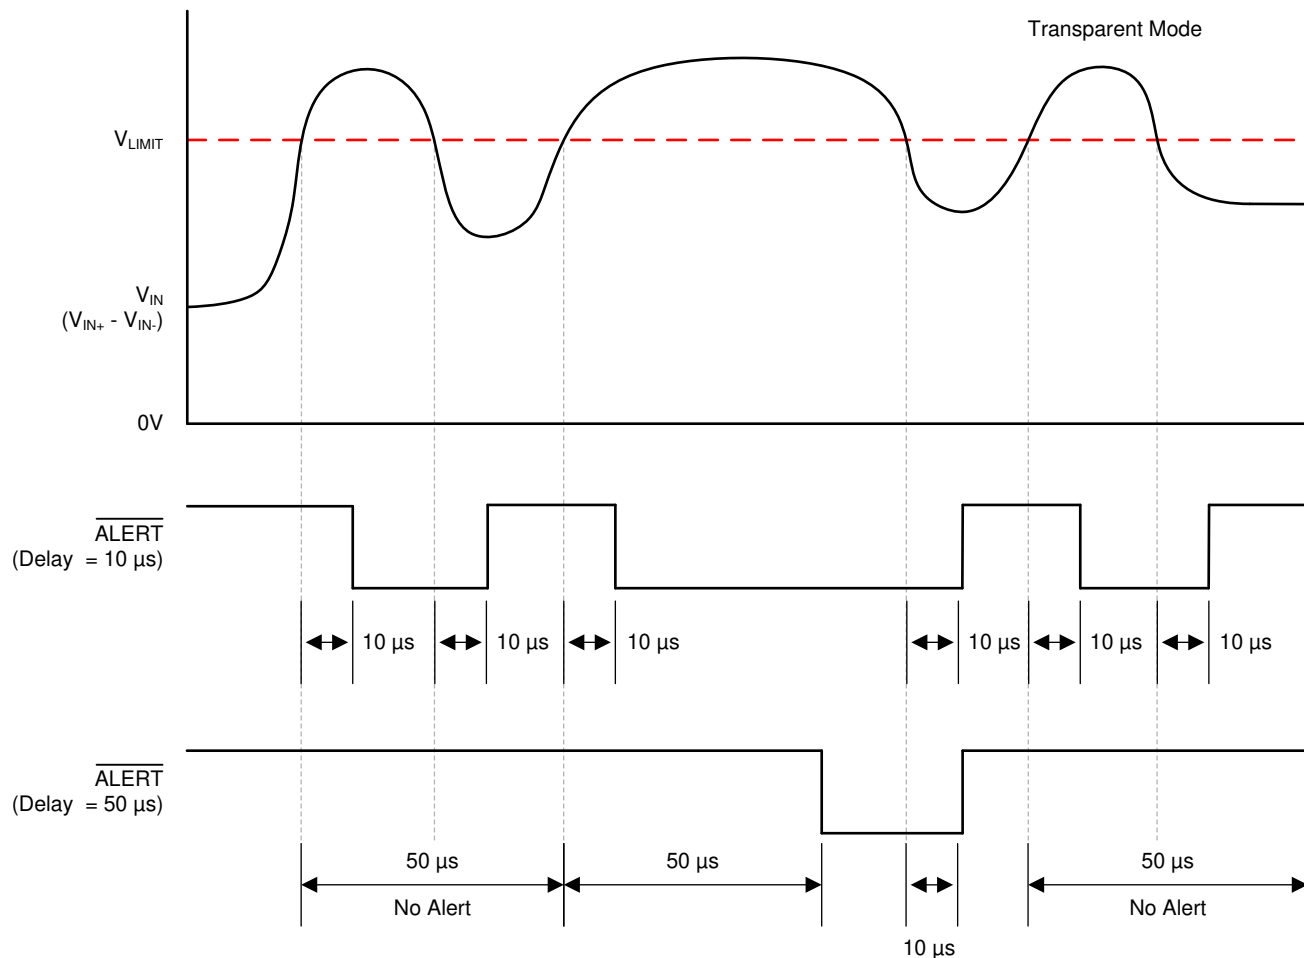 Transparent Mode
VLIMIT
VIN
(VIN+ - VIN-)
0V
ALERT
(Delay = 10 µs)
10 µs 10 µs 10 µs 10 µs 10 µs 10 µs
ALERT
(Delay = 50 µs)
50 µs 50 µs 50 µs
No Alert No Alert
10 µs